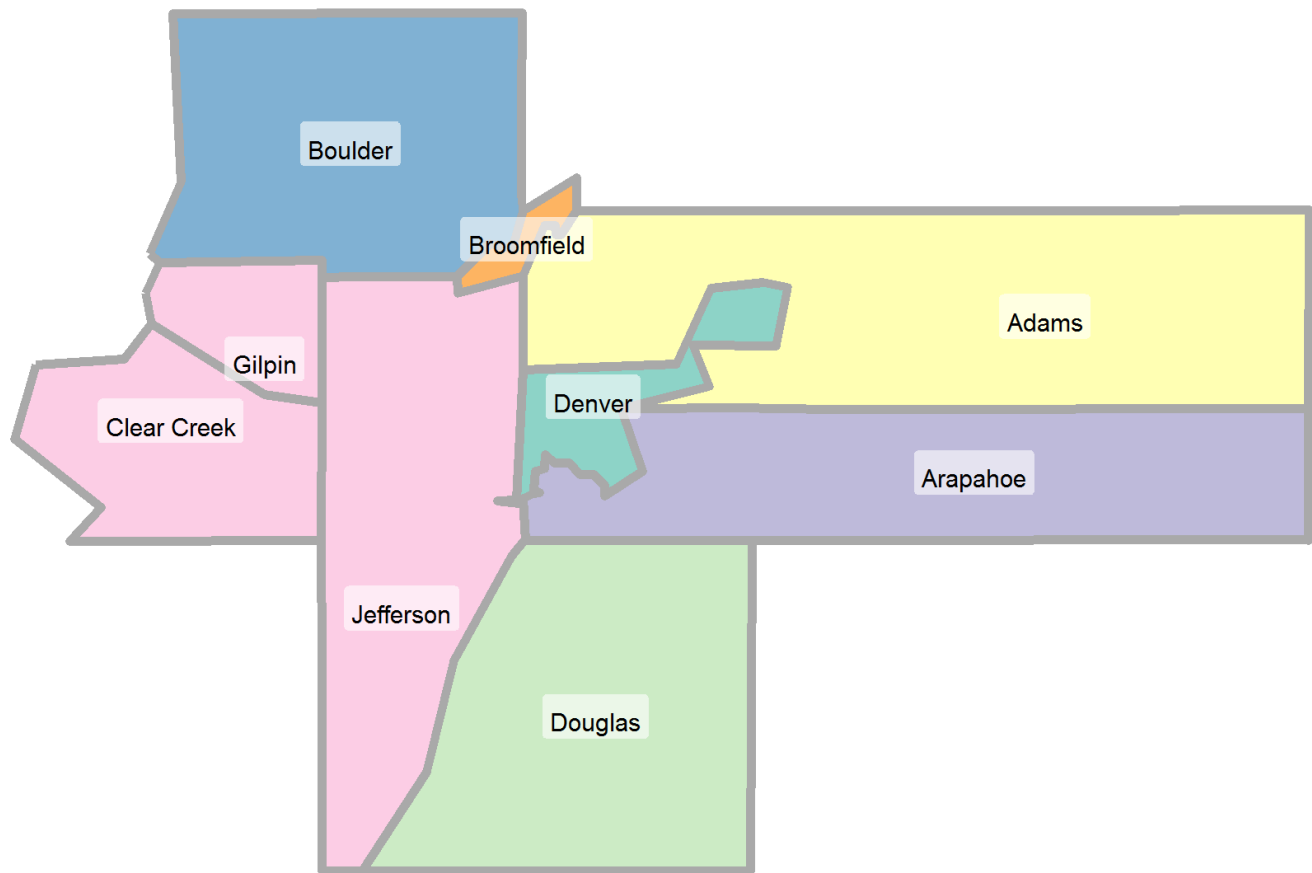 Boulder
Broomfield
Adams
Gilpin
Denver
Clear Creek
Arapahoe
Jefferson
Douglas